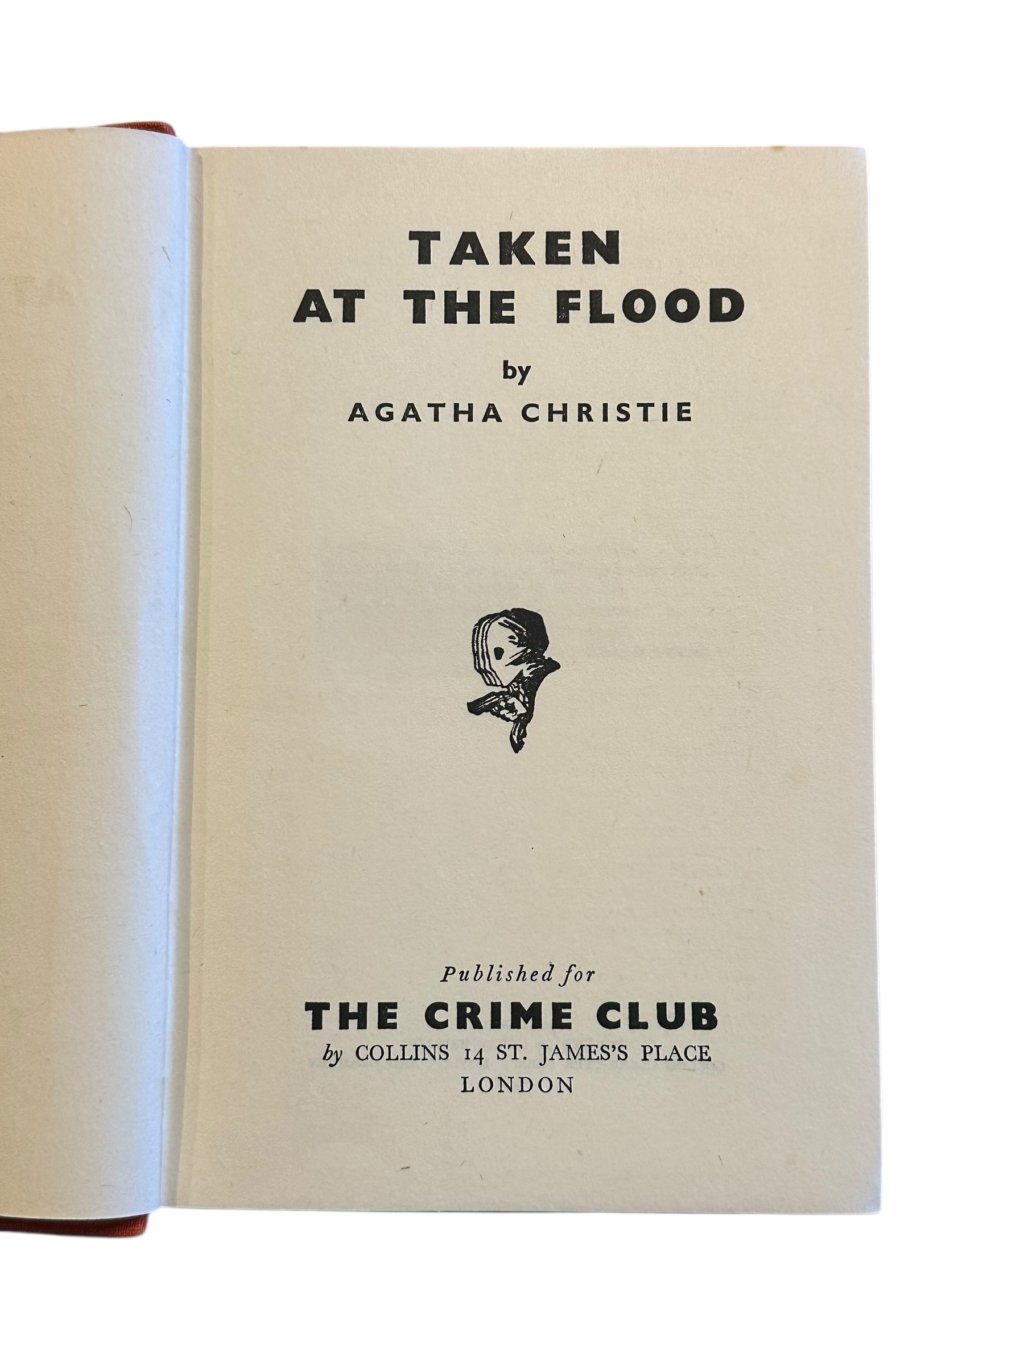 TAKEN
AT THE FLOOD
by
AGATHA CHRISTIE
Published for
THE CRIME CLUB
by COLLINS 14 ST. JAMES'S PLACE
LONDON